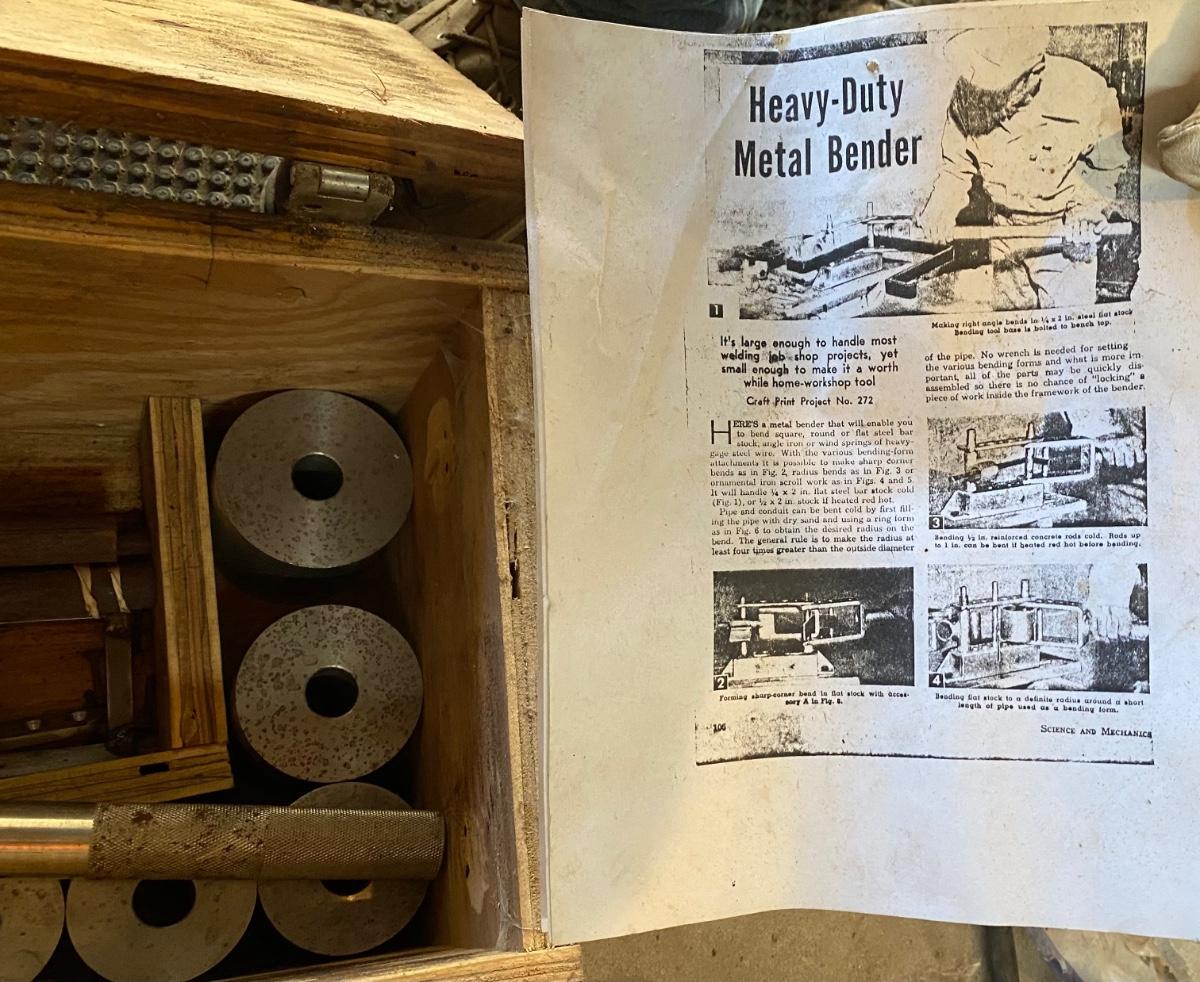 Heavy-Duty
Metal Bender
1
Making right angle bends in ¼ x 2 in. steel flat stock
Bending tool base is bolted to bench top.
It's large enough to handle most
welding job shop projects, yet
small enough to make it a worth
while home-workshop tool
Craft Print Project No. 272
HERE'S a metal bender that will enable you
to bend square, round or flat steel bar
stock, angle iron or wind springs of heavy-
gage steel wire. With the various bending-form
attachments it is possible to make sharp corner
bends as in Fig. 2, radius bends as in Fig. 3 or
ornamental iron scroll work as in Figs. 4 and 5.
It will handle ¼ x 2 in. flat steel bar stock cold
(Fig. 1), or ½ x 2 in. stock if heated red hot.
Pipe and conduit can be bent cold by first fill-
ing the pipe with dry sand and using a ring form
as in Fig. 6 to obtain the desired radius on the
bend. The general rule is to make the radius at
least four times greater than the outside diameter
of the pipe. No wrench is needed for setting
the various bending forms and what is more im-
portant, all of the parts may be quickly dis-
assembled so there is no chance of "locking" a
piece of work inside the framework of the bender.
3
Bending ½ in. reinforced concrete rods cold. Rods up
to 1 in. can be bent if heated red hot before bending.
2
Forming sharp-corner bend in flat stock with acces-
sory A in Fig. 8.
4
Bending flat stock to a definite radius around a short
length of pipe used as a bending form.
106
SCIENCE AND MECHANICS